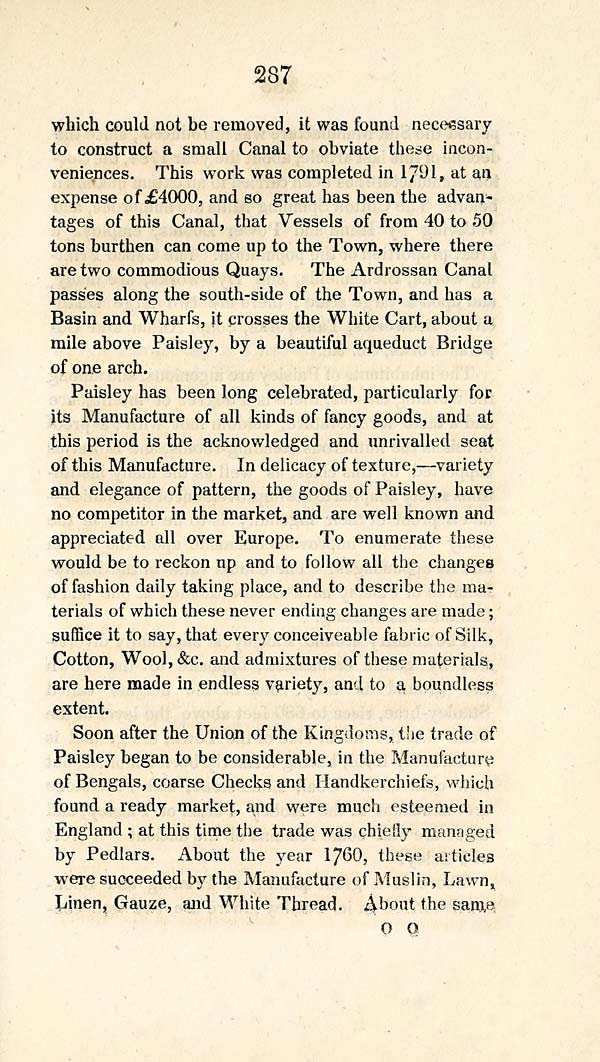 287
which could not be removed, it was found necessary
to construct a small Canal to obviate these incon-
veniences. This work was completed in 1791, at an
expense of £4000, and so great has been the advan-
tages of this Canal, that Vessels of from 40 to 50
tons burthen can come up to the Town, where there
are two commodious Quays. The Ardrossan Canal
passes along the south-side of the Town, and has a
Basin and Wharfs, it crosses the White Cart, about a
mile above Paisley, by a beautiful aqueduct Bridge
of one arch.
Paisley has been long celebrated, particularly for
its Manufacture of all kinds of fancy goods, and at
this period is the acknowledged and unrivalled seat
of this Manufacture. In delicacy of texture,—variety
and elegance of pattern, the goods of Paisley, have
no competitor in the market, and are well known and
appreciated all over Europe. To enumerate these
would be to reckon up and to follow all the changes
of fashion daily taking place, and to describe the ma-
terials of which these never ending changes are made;
suffice it to say, that every conceiveable fabric of Silk,
Cotton, Wool, &c. and admixtures of these materials,
are here made in endless variety, and to a boundless
extent.
Soon after the Union of the Kingdoms, the trade of
Paisley began to be considerable, in the Manufacture
of Bengals, coarse Checks and Handkerchiefs, which
found a ready market, and were much esteemed in
England; at this time the trade was chiefly managed
by Pedlars. About the year 1760, these articles
were succeeded by the Manufacture of Muslin, Lawn,
Linen, Gauze, and White Thread. About the same
O O